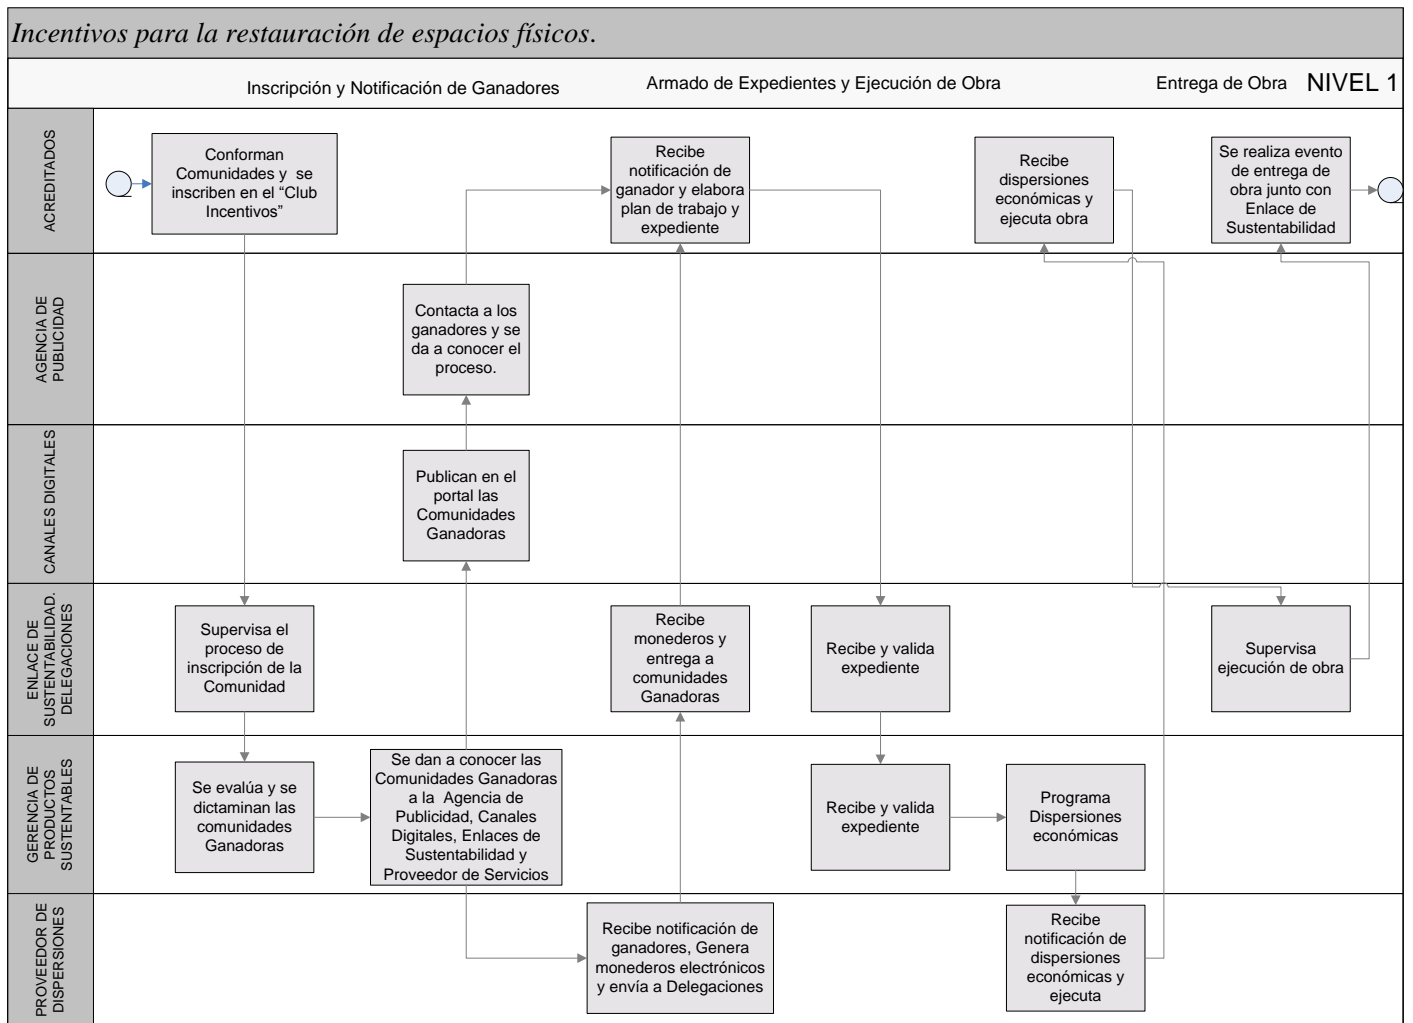 Incentivos para la restauración de espacios físicos.
Inscripción y Notificación de Ganadores
Armado de Expedientes y Ejecución de Obra
Entrega de Obra
NIVEL 1
ACREDITADOS
Conforman
Comunidades y se
inscriben en el “Club
Incentivos”
Recibe
notificación de
ganador y elabora
plan de trabajo y
expediente
Recibe
dispersiones
económicas y
ejecuta obra
Se realiza evento
de entrega de
obra junto con
Enlace de
Sustentabilidad
AGENCIA DE
PUBLICIDAD
Contacta a los
ganadores y se
da a conocer el
proceso.
CANALES DIGITALES
Publican en el
portal las
Comunidades
Ganadoras
ENLACE DE
SUSTENTABILIDAD.
DELEGACIONES
Supervisa el
proceso de
inscripción de la
Comunidad
Recibe
monederos y
entrega a
comunidades
Ganadoras
Recibe y valida
expediente
Supervisa
ejecución de obra
GERENCIA DE
PRODUCTOS
SUSTENTABLES
Se evalúa y se
dictaminan las
comunidades
Ganadoras
Se dan a conocer las
Comunidades Ganadoras
a la Agencia de
Publicidad, Canales
Digitales, Enlaces de
Sustentabilidad y
Proveedor de Servicios
Recibe y valida
expediente
Programa
Dispersiones
económicas
PROVEEDOR DE
DISPERSIONES
Recibe notificación de
ganadores, Genera
monederos electrónicos
y envía a Delegaciones
Recibe
notificación de
dispersiones
económicas y
ejecuta